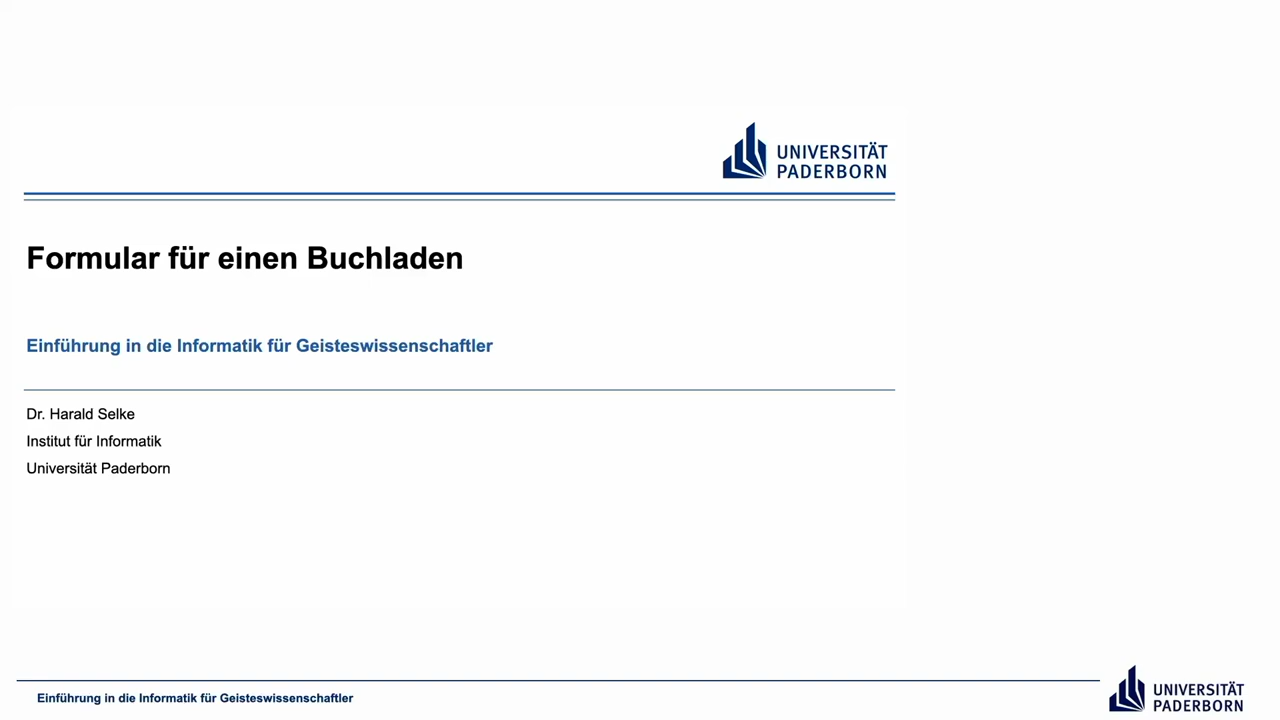 UNIVERSITÄT
PADERBORN
Formular für einen Buchladen
Einführung in die Informatik für Geisteswissenschaftler
Dr. Harald Selke
Institut für Informatik
Universität Paderborn
Einführung in die Informatik für Geisteswissenschaftler
UNIVERSITÄT
PADERBORN